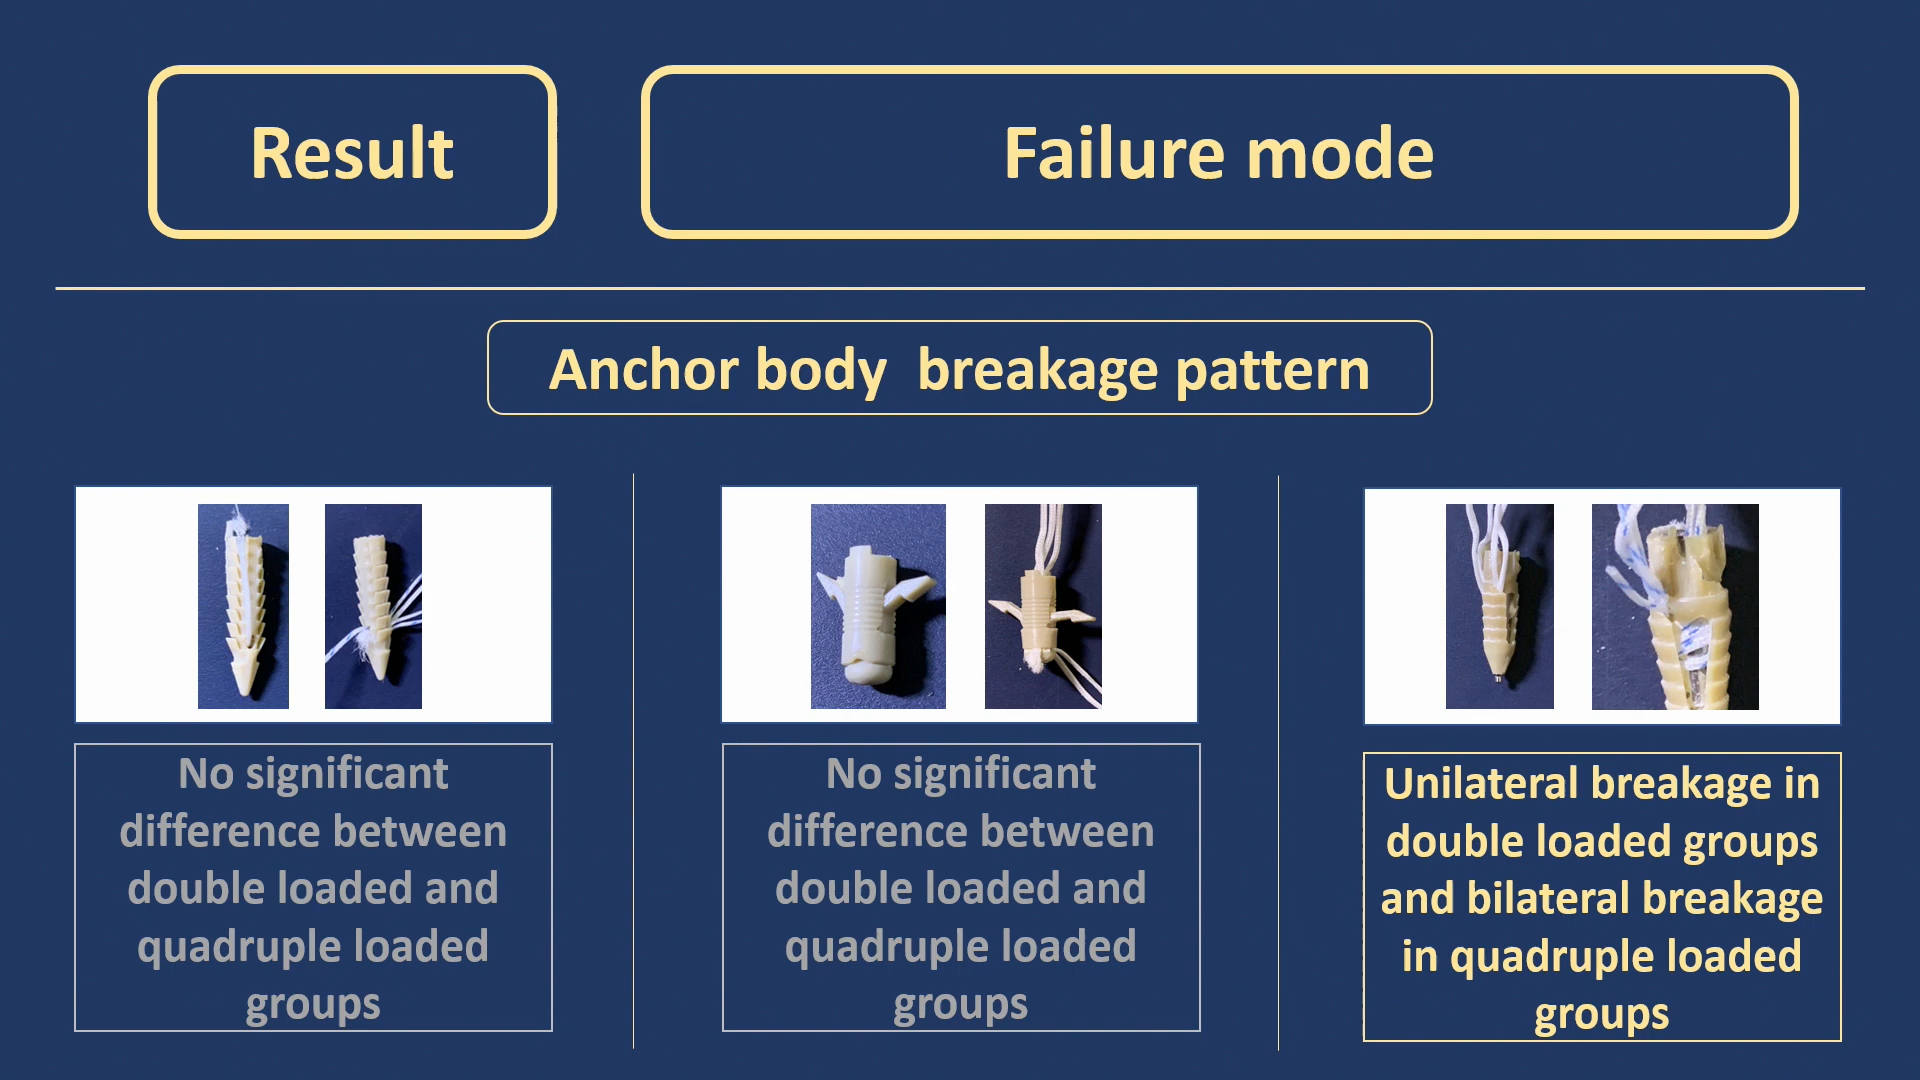 Result
Failure mode
Anchor body  breakage pattern
No significant
difference between
double loaded and
quadruple loaded
groups
No significant
difference between
double loaded and
quadruple loaded
groups
Unilateral breakage in
double loaded groups
and bilateral breakage
in quadruple loaded
groups